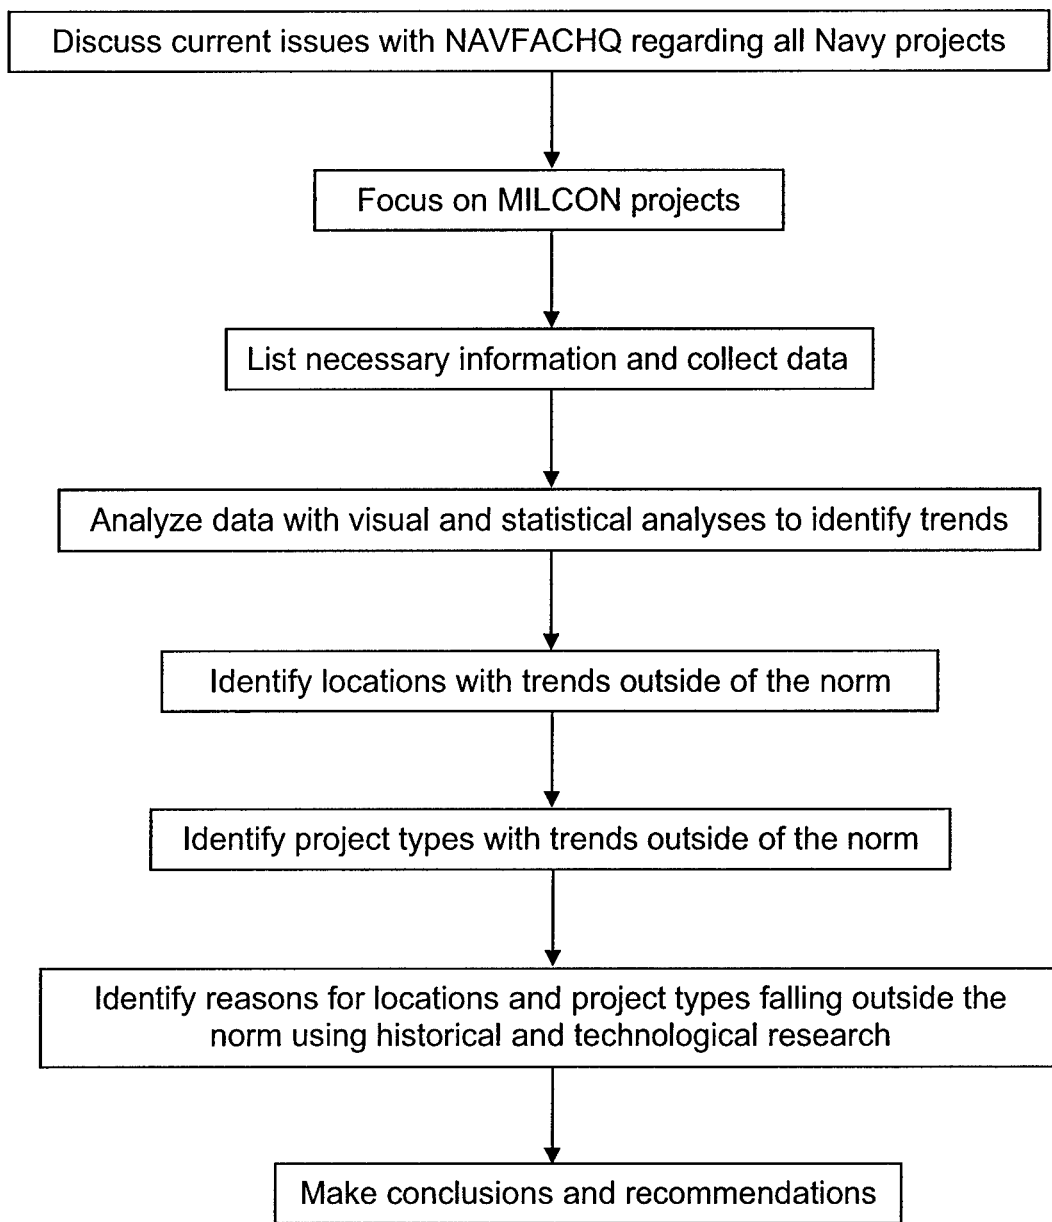 Discuss current issues with NAVFACHQ regarding all Navy projects
Focus on MILCON projects
List necessary information and collect data
Analyze data with visual and statistical analyses to identify trends
Identify locations with trends outside of the norm
Identify project types with trends outside of the norm
Identify reasons for locations and project types falling outside the
norm using historical and technological research
Make conclusions and recommendations